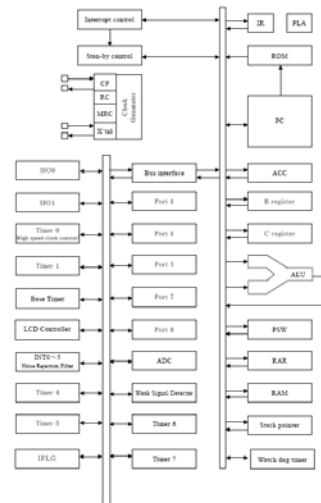 Interrupt control
IR
PLA
Stan-by control
ROM
CF
RC
MRC
X'tal
Clock
Generator
PC
SIO0
Bus interface
ACC
SIO1
Port 1
B register
Timer 0
High speed clock counter
C register
Timer 1
Port 3
ALU
Base Timer
Port 7
LCD Controller
Port 8
PSW
INT0~5
Noise Rejection Filter
ADC
RAR
Timer 4
Weak Signal Detector
RAM
Timer 5
Timer 6
Stack pointer
IFLG
Timer 7
Watch dog timer